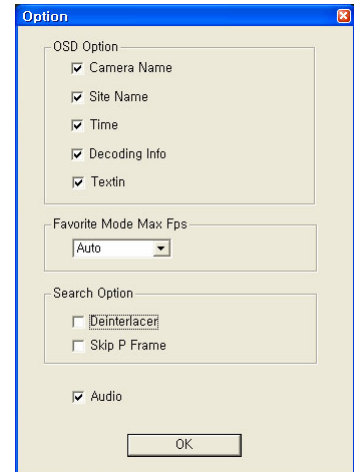 Option
OSD Option
Camera Name
Site Name
Time
Decoding Info
Textin
Favorite Mode Max Fps
Auto
Search Option
Deinterlacer
Skip P Frame
Audio
OK